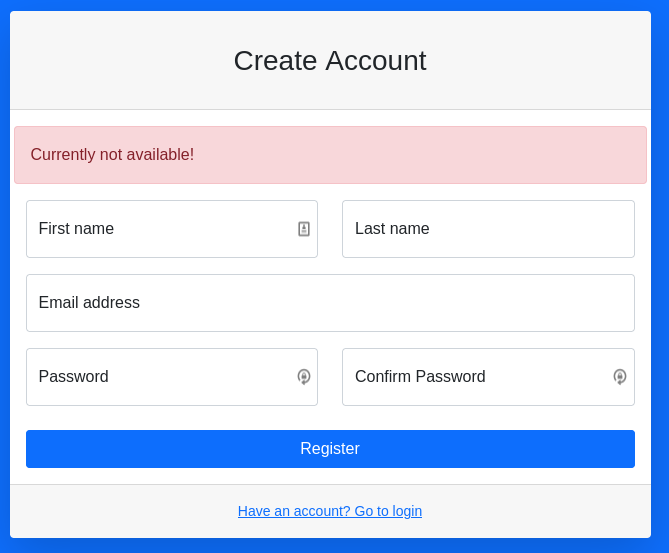 Create Account
Currently not available!
First name
Last name
Email address
Password
Confirm Password
Register
Have an account? Go to login